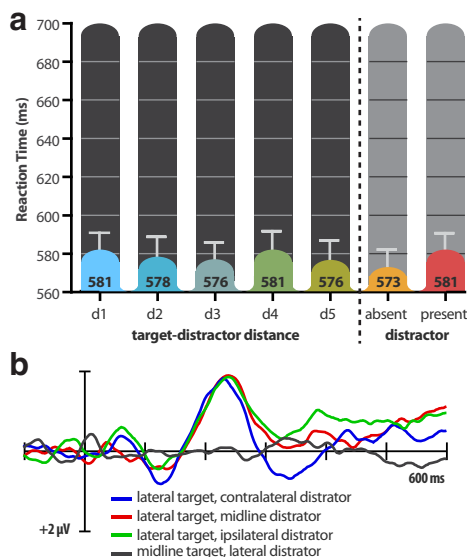 a
Reaction Time (ms)
700
680
660
640
620
600
580
560
581
578
576
581
576
573
581
d1
d2
d3
d4
d5
absent
present
target-distractor distance
distractor
b
600 ms
+2 µV
lateral target, contralateral distrator
lateral target, midline distrator
lateral target, ipsilateral distrator
midline target, lateral distrator